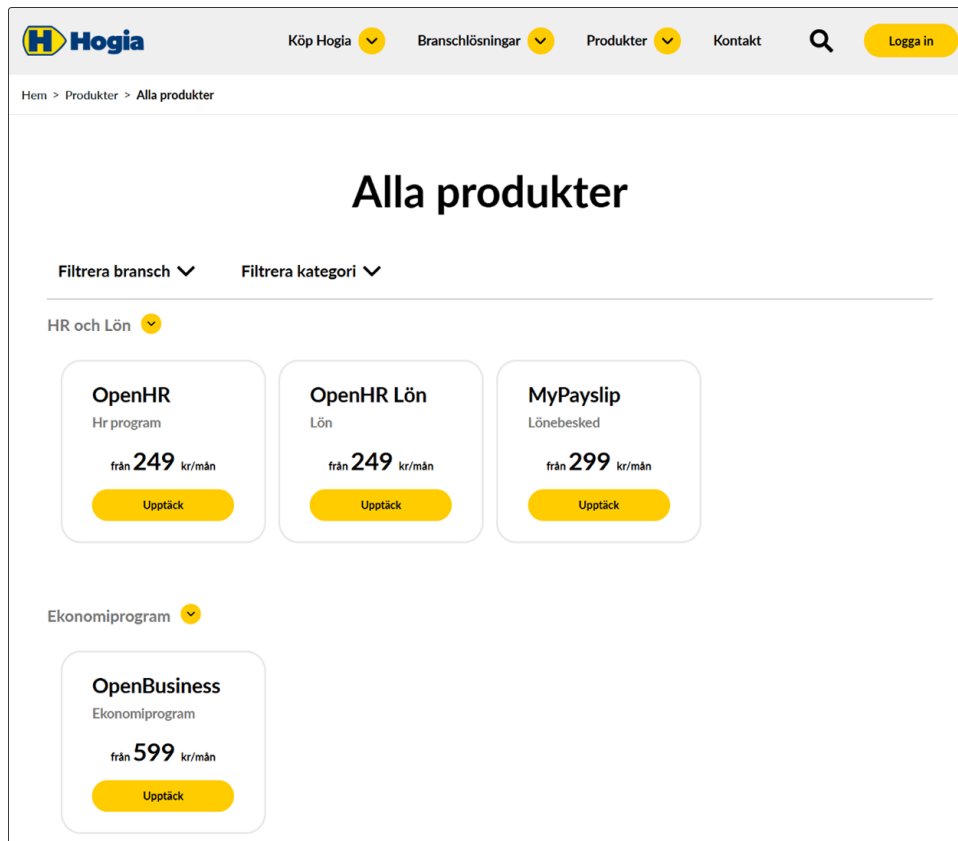 H Hogia
Köp Hogia Branschlösningar Produkter Kontakt Logga in
Hem > Produkter > Alla produkter
Alla produkter
Filtrera bransch Filtrera kategori
HR och Lön
OpenHR OpenHR Lön MyPayslip
Hr program Lön Lönebesked
från 249 kr/mån från 249 kr/mån från 299 kr/mån
Upptäck Upptäck Upptäck
Ekonomiprogram
OpenBusiness
Ekonomiprogram
från 599 kr/mån
Upptäck